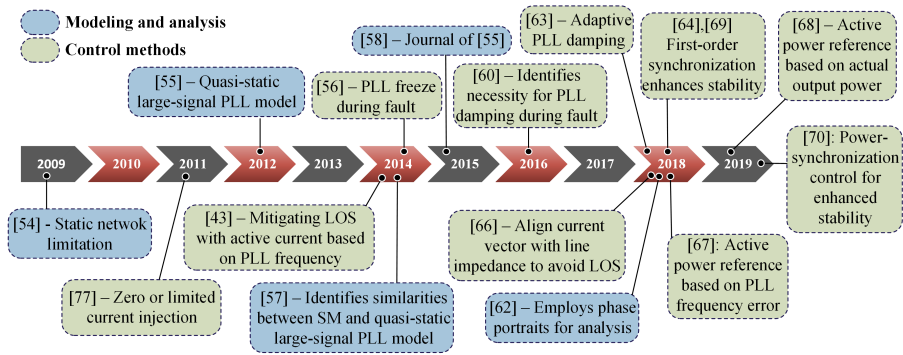 Modeling and analysis
Control methods
[55] – Quasi-static
large-signal PLL model
[56] – PLL freeze
during fault
[58] – Journal of [55]
[60] – Identifies
necessity for PLL
damping during fault
[63] – Adaptive
PLL damping
[64],[69]
First-order
synchronization
enhances stability
[68] – Active
power reference
based on actual
output power
2009
2010
2011
2012
2013
2014
2015
2016
2017
2018
2019
[70]: Power-
synchronization
control for
enhanced
stability
[54] - Static netwok
limitation
[77] – Zero or limited
current injection
[43] – Mitigating LOS
with active current based
on PLL frequency
[57] – Identifies similarities
between SM and quasi-static
large-signal PLL model
[66] – Align current
vector with line
impedance to avoid LOS
[62] – Employs phase
portraits for analysis
[67]: Active
power reference
based on PLL
frequency error